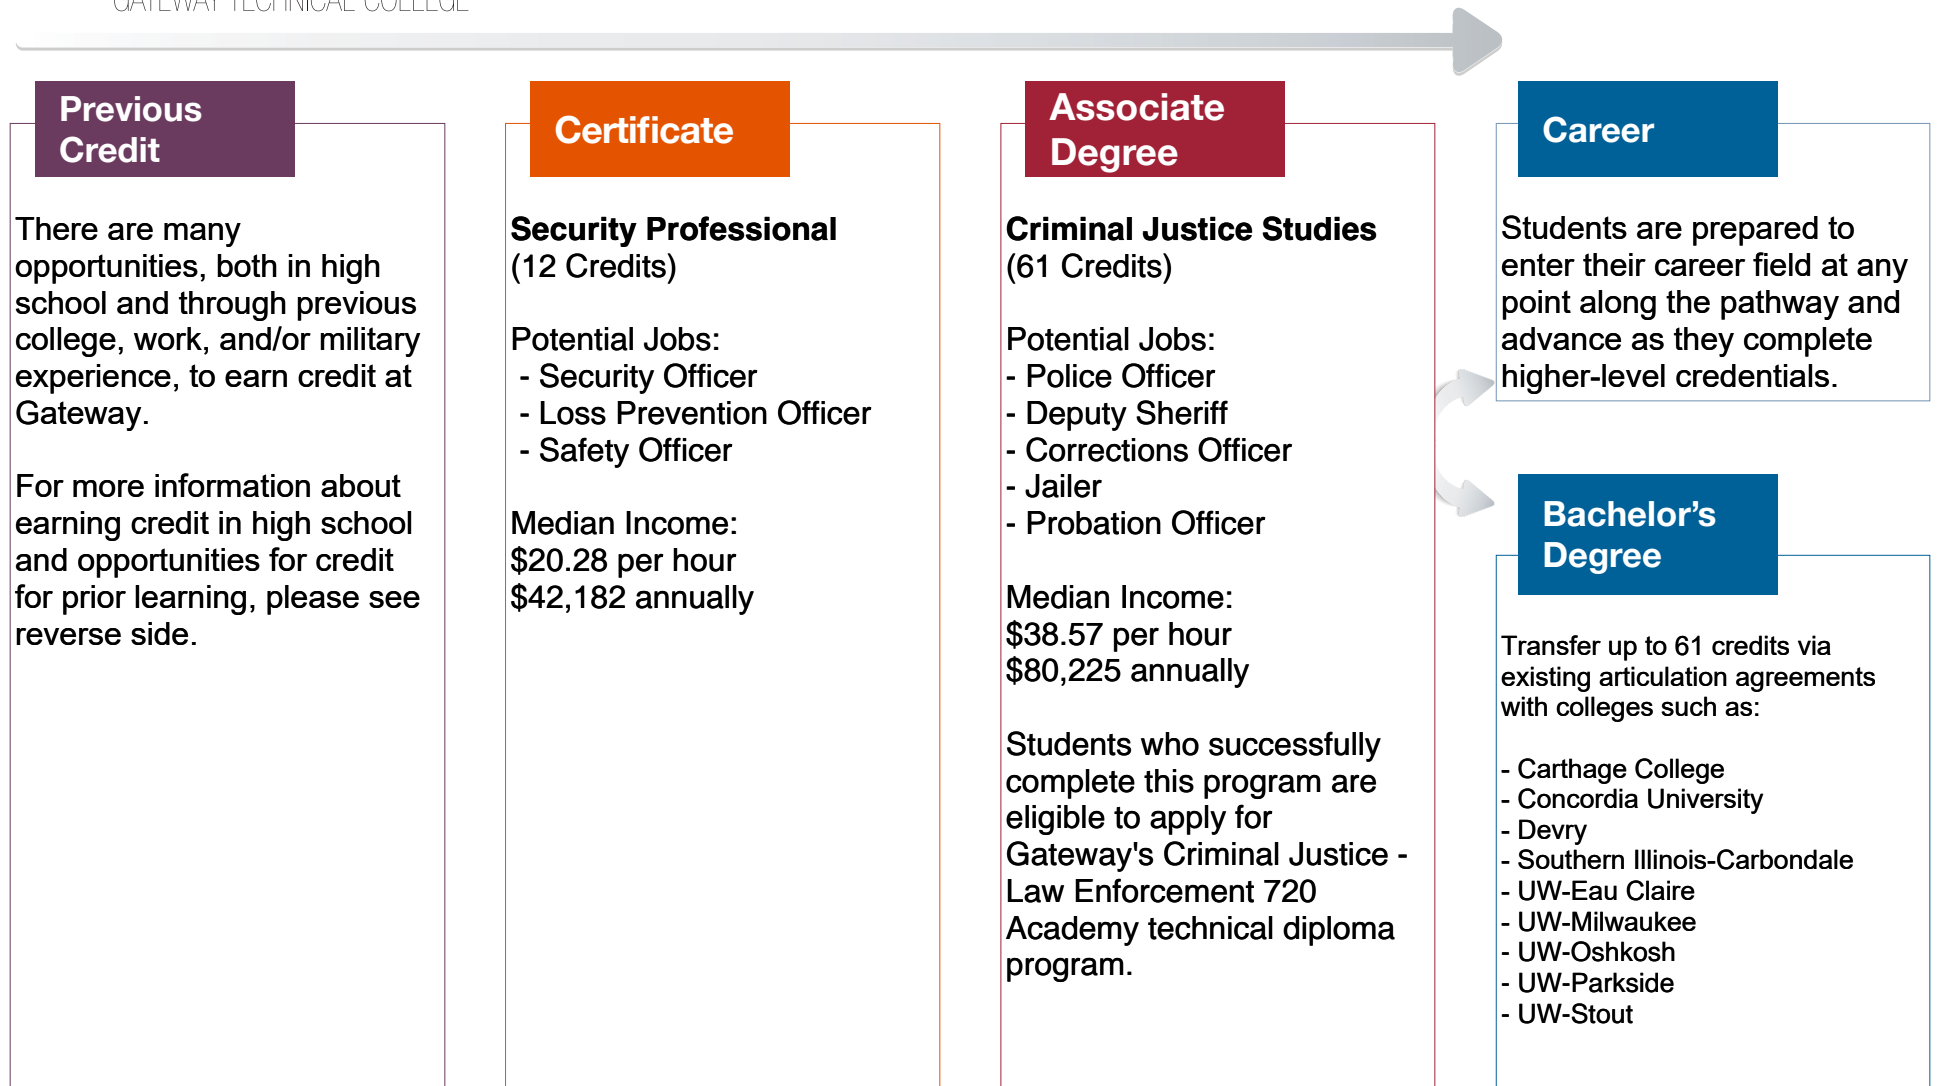 GATEWAY TECHNICAL COLLEGE
Previous
Credit
There are many
opportunities, both in high
school and through previous
college, work, and/or military
experience, to earn credit at
Gateway.
For more information about
earning credit in high school
and opportunities for credit
for prior learning, please see
reverse side.
Certificate
Security Professional
(12 Credits)
Potential Jobs:
- Security Officer
- Loss Prevention Officer
- Safety Officer
Median Income:
$20.28 per hour
$42,182 annually
Associate
Degree
Criminal Justice Studies
(61 Credits)
Potential Jobs:
- Police Officer
- Deputy Sheriff
- Corrections Officer
- Jailer
- Probation Officer
Median Income:
$38.57 per hour
$80,225 annually
Students who successfully
complete this program are
eligible to apply for
Gateway's Criminal Justice -
Law Enforcement 720
Academy technical diploma
program.
Career
Students are prepared to
enter their career field at any
point along the pathway and
advance as they complete
higher-level credentials.
Bachelor’s
Degree
Transfer up to 61 credits via
existing articulation agreements
with colleges such as:
- Carthage College
- Concordia University
- Devry
- Southern Illinois-Carbondale
- UW-Eau Claire
- UW-Milwaukee
- UW-Oshkosh
- UW-Parkside
- UW-Stout